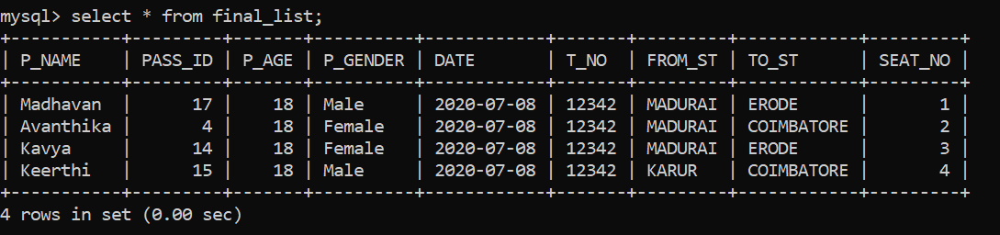 mysql> select * from final_list;
+-----------+---------+-------+----------+------------+-------+---------+------------+---------+
| P_NAME    | PASS_ID | P_AGE | P_GENDER | DATE       | T_NO  | FROM_ST | TO_ST      | SEAT_NO |
+-----------+---------+-------+----------+------------+-------+---------+------------+---------+
| Madhavan  |      17 |    18 | Male     | 2020-07-08 | 12342 | MADURAI | ERODE      |       1 |
| Avanthika |       4 |    18 | Female   | 2020-07-08 | 12342 | MADURAI | COIMBATORE |       2 |
| Kavya     |      14 |    18 | Female   | 2020-07-08 | 12342 | MADURAI | ERODE      |       3 |
| Keerthi   |      15 |    18 | Male     | 2020-07-08 | 12342 | KARUR   | COIMBATORE |       4 |
+-----------+---------+-------+----------+------------+-------+---------+------------+---------+
4 rows in set (0.00 sec)